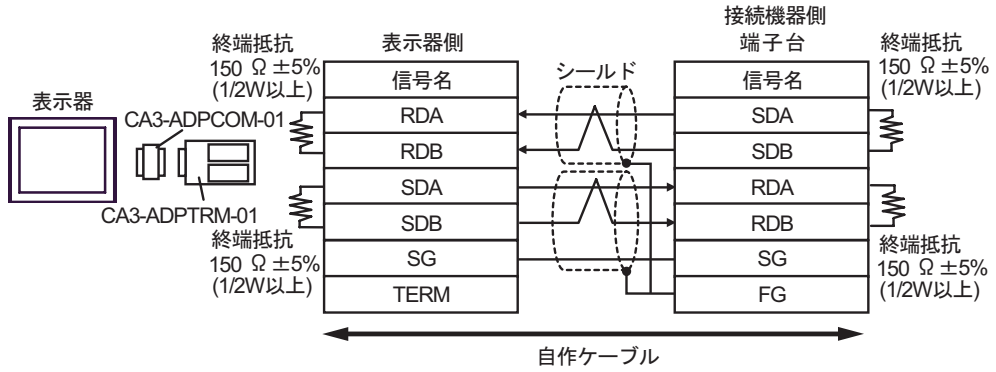 接続機器側
終端抵抗
150 Ω ±5%
(1/2W以上)
表示器側
端子台
終端抵抗
150 Ω ±5%
(1/2W以上)
表示器
CA3-ADPCOM-01
CA3-ADPTRM-01
信号名
RDA
RDB
SDA
SDB
SG
TERM
シールド
信号名
SDA
SDB
RDA
RDB
SG
FG
終端抵抗
150 Ω ±5%
(1/2W以上)
終端抵抗
150 Ω ±5%
(1/2W以上)
自作ケーブル